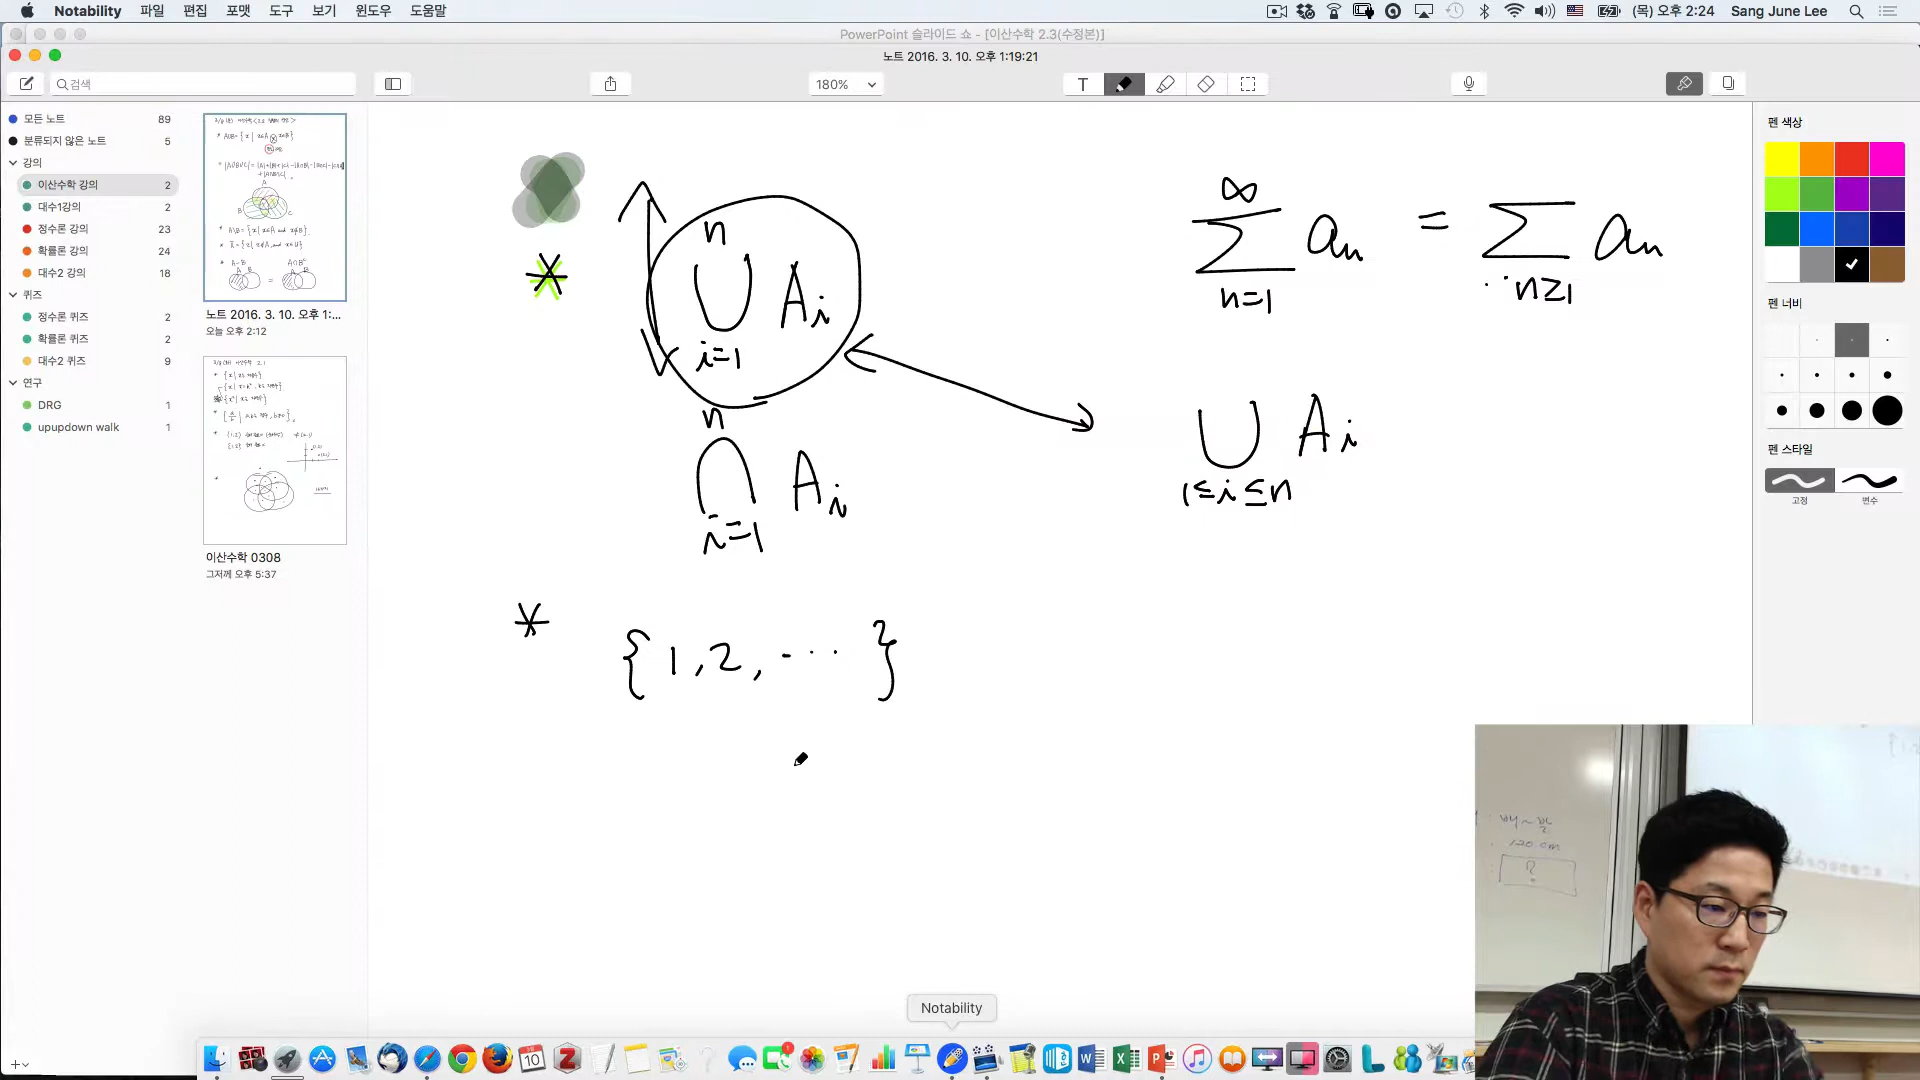 Notability 파일 편집 포맷 도구 보기 윈도우 도움말 (목) 오후 2:24 Sang June Lee
PowerPoint 슬라이드 쇼 - [이산수학 2.3(수정본)]
노트 2016. 3. 10. 오후 1:19:21
검색 180% T
모든 노트 89
분류되지 않은 노트 5
강의
이산수학 강의 2
대수1강의 2
정수론 강의 23
확률론 강의 24
대수2 강의 18
퀴즈
정수론 퀴즈 2
확률론 퀴즈 2
대수2 퀴즈 9
연구
DRG 1
upupdown walk 1
노트 2016. 3. 10. 오후 1:...
오늘 오후 2:12
이산수학 0308
그저께 오후 5:37
n
* ⋃ A_i
i=1
n
⋂ A_i
i=1
∞
∑ a_n = ∑ a_n
n=1 n≥1
⋃ A_i
1≤i≤n
* {1,2, ... }
펜 색상
펜 너비
펜 스타일
고정 변수
Notability
120 cm